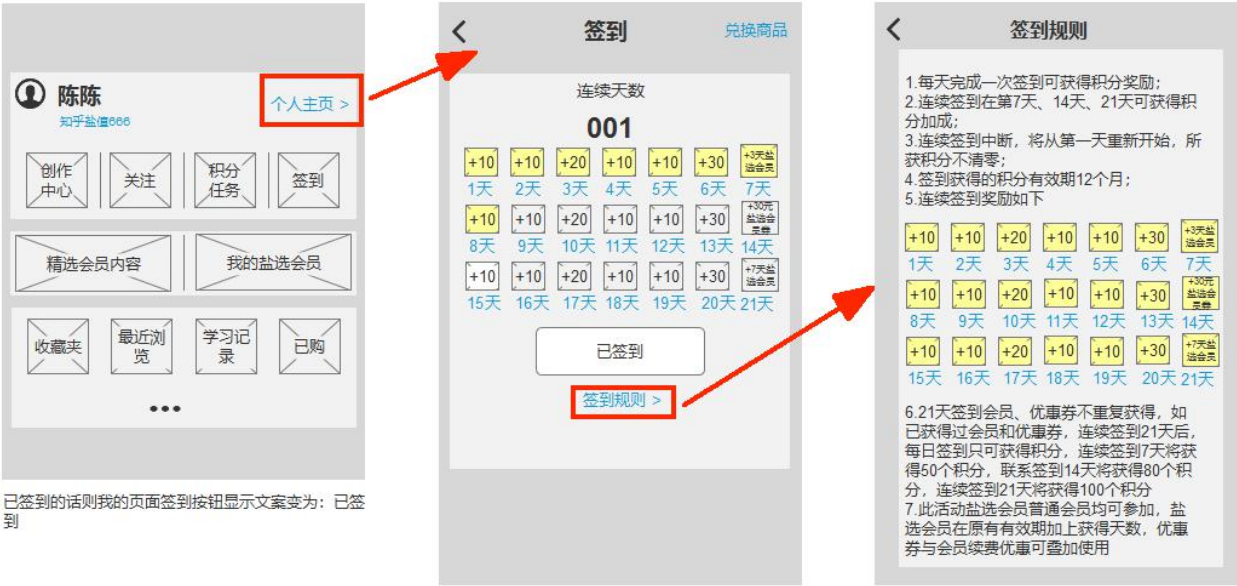 陈陈
知乎盐值666
个人主页 >
创作
中心
关注
积分
任务
签到
精选会员内容
我的盐选会员
收藏夹
最近浏
览
学习记
录
已购
•••
已签到的话则我的页面签到按钮显示文案变为：已签
到
签到
兑换商品
连续天数
001
+10 +10 +20 +10 +10 +30 +3天盐
选会员
1天 2天 3天 4天 5天 6天 7天
+10 +10 +20 +10 +10 +30 +30元
盐选会
员券
8天 9天 10天 11天 12天 13天 14天
+10 +10 +20 +10 +10 +30 +7天盐
选会员
15天 16天 17天 18天 19天 20天 21天
已签到
签到规则 >
签到规则
1.每天完成一次签到可获得积分奖励；
2.连续签到在第7天、14天、21天可获得积
分加成；
3.连续签到中断，将从第一天重新开始，所
获积分不清零；
4.签到获得的积分有效期12个月；
5.连续签到奖励如下
+10 +10 +20 +10 +10 +30 +3天盐
选会员
1天 2天 3天 4天 5天 6天 7天
+10 +10 +20 +10 +10 +30 +30元
盐选会
员券
8天 9天 10天 11天 12天 13天 14天
+10 +10 +20 +10 +10 +30 +7天盐
选会员
15天 16天 17天 18天 19天 20天 21天
6.21天签到会员、优惠券不重复获得，如
已获得过会员和优惠券，连续签到21天后，
每日签到只可获得积分，连续签到7天将获
得50个积分，联系签到14天将获得80个积
分，连续签到21天将获得100个积分
7.此活动盐选会员普通会员均可参加，盐
选会员在原有有效期加上获得天数，优惠
券与会员续费优惠可叠加使用